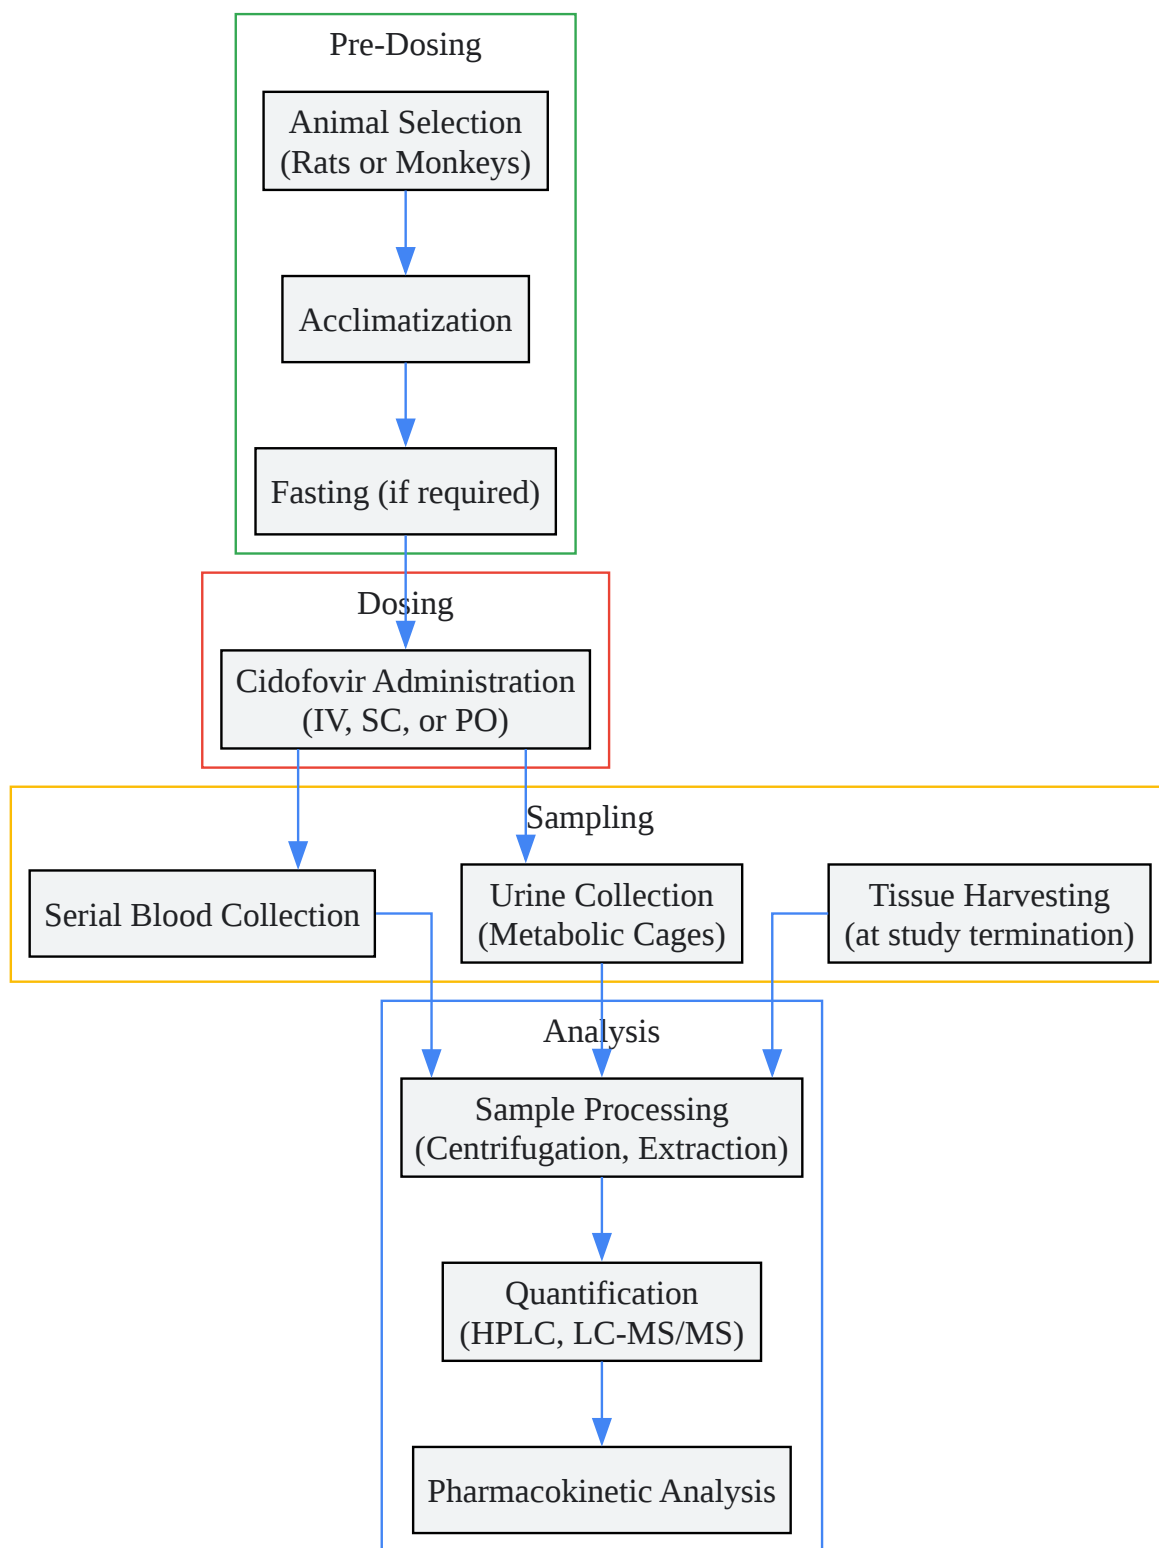 Pre-Dosing
Animal Selection
(Rats or Monkeys)
Acclimatization
Fasting (if required)
Dosing
Cidofovir Administration
(IV, SC, or PO)
Sampling
Serial Blood Collection
Urine Collection
(Metabolic Cages)
Tissue Harvesting
(at study termination)
Analysis
Sample Processing
(Centrifugation, Extraction)
Quantification
(HPLC, LC-MS/MS)
Pharmacokinetic Analysis